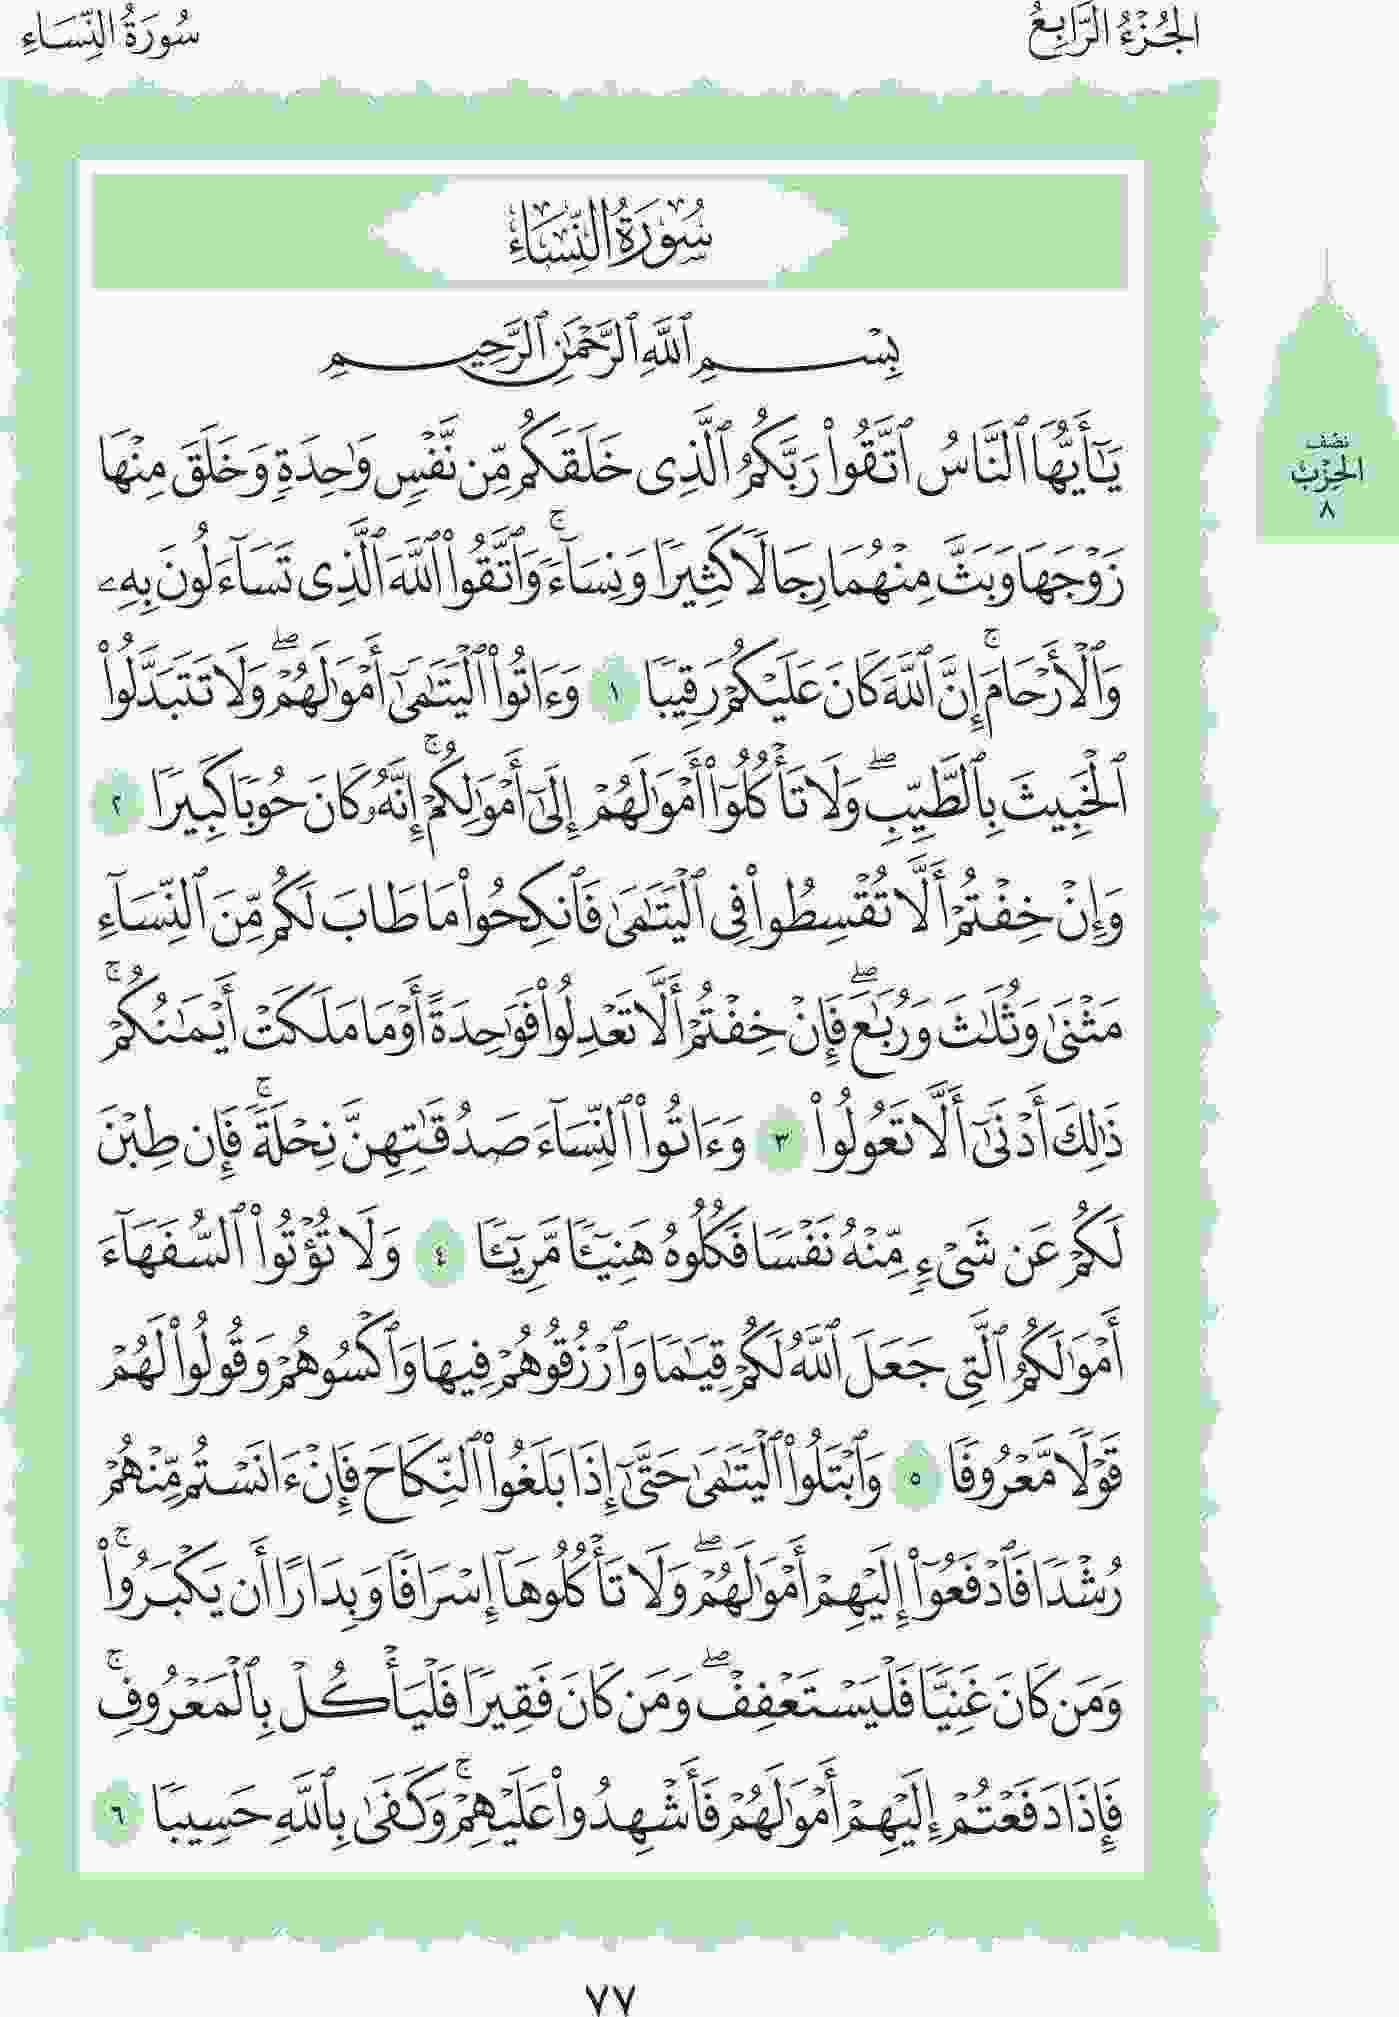 الجُزْءُ الرَّابِعُ
سُورَةُ النِّسَاءِ
سُورَةُ النِّسَاءِ
بِسْمِ ٱللَّهِ ٱلرَّحْمَٰنِ ٱلرَّحِيمِ
يَٰٓأَيُّهَا ٱلنَّاسُ ٱتَّقُوا۟ رَبَّكُمُ ٱلَّذِى خَلَقَكُم مِّن نَّفْسٍ وَٰحِدَةٍ وَخَلَقَ مِنْهَا
زَوْجَهَا وَبَثَّ مِنْهُمَا رِجَالًا كَثِيرًا وَنِسَآءً ۚ وَٱتَّقُوا۟ ٱللَّهَ ٱلَّذِى تَسَآءَلُونَ بِهِۦ
وَٱلْأَرْحَامَ ۚ إِنَّ ٱللَّهَ كَانَ عَلَيْكُمْ رَقِيبًا ١ وَءَاتُوا۟ ٱلْيَتَٰمَىٰٓ أَمْوَٰلَهُمْ ۖ وَلَا تَتَبَدَّلُوا۟
ٱلْخَبِيثَ بِٱلطَّيِّبِ ۖ وَلَا تَأْكُلُوٓا۟ أَمْوَٰلَهُمْ إِلَىٰٓ أَمْوَٰلِكُمْ ۚ إِنَّهُۥ كَانَ حُوبًا كَبِيرًا ٢
وَإِنْ خِفْتُمْ أَلَّا تُقْسِطُوا۟ فِى ٱلْيَتَٰمَىٰ فَٱنكِحُوا۟ مَا طَابَ لَكُم مِّنَ ٱلنِّسَآءِ
مَثْنَىٰ وَثُلَٰثَ وَرُبَٰعَ ۖ فَإِنْ خِفْتُمْ أَلَّا تَعْدِلُوا۟ فَوَٰحِدَةً أَوْ مَا مَلَكَتْ أَيْمَٰنُكُمْ ۚ
ذَٰلِكَ أَدْنَىٰٓ أَلَّا تَعُولُوا۟ ٣ وَءَاتُوا۟ ٱلنِّسَآءَ صَدُقَٰتِهِنَّ نِحْلَةً ۚ فَإِن طِبْنَ
لَكُمْ عَن شَىْءٍ مِّنْهُ نَفْسًا فَكُلُوهُ هَنِيٓـًٔا مَّرِيٓـًٔا ٤ وَلَا تُؤْتُوا۟ ٱلسُّفَهَآءَ
أَمْوَٰلَكُمُ ٱلَّتِى جَعَلَ ٱللَّهُ لَكُمْ قِيَٰمًا وَٱرْزُقُوهُمْ فِيهَا وَٱكْسُوهُمْ وَقُولُوا۟ لَهُمْ
قَوْلًا مَّعْرُوفًا ٥ وَٱبْتَلُوا۟ ٱلْيَتَٰمَىٰ حَتَّىٰٓ إِذَا بَلَغُوا۟ ٱلنِّكَاحَ فَإِنْ ءَانَسْتُم مِّنْهُمْ
رُشْدًا فَٱدْفَعُوٓا۟ إِلَيْهِمْ أَمْوَٰلَهُمْ ۖ وَلَا تَأْكُلُوهَآ إِسْرَافًا وَبِدَارًا أَن يَكْبَرُوا۟ ۚ
وَمَن كَانَ غَنِيًّا فَلْيَسْتَعْفِفْ ۖ وَمَن كَانَ فَقِيرًا فَلْيَأْكُلْ بِٱلْمَعْرُوفِ ۚ
فَإِذَا دَفَعْتُمْ إِلَيْهِمْ أَمْوَٰلَهُمْ فَأَشْهِدُوا۟ عَلَيْهِمْ ۚ وَكَفَىٰ بِٱللَّهِ حَسِيبًا ٦
نصف
الحزب
٨
٧٧